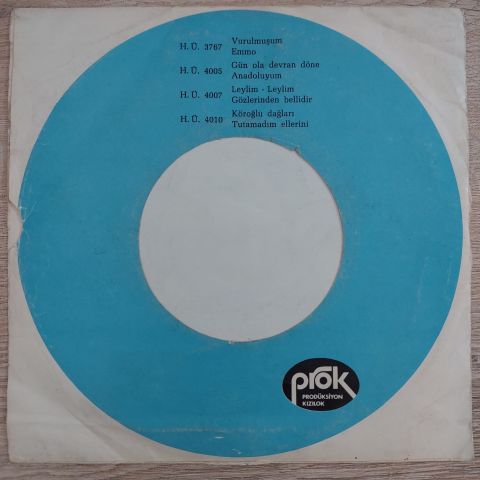 H. Ü. 3767 Vurulmuşum
Emmo
H. Ü. 4005 Gün ola devran döne
Anadoluyum
H. Ü. 4007 Leylim - Leylim
Gözlerinden bellidir
H. Ü. 4010 Köroğlu dağları
Tutamadım ellerini
prok
PRODÜKSİYON
KIZILOK